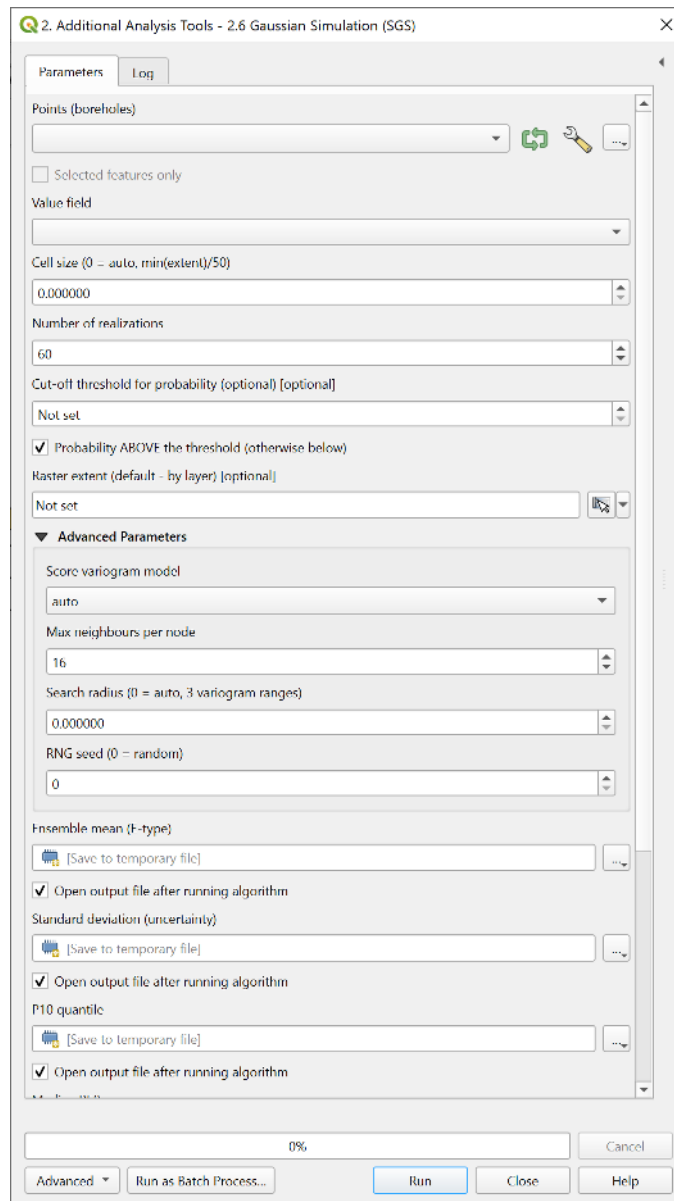 2. Additional Analysis Tools - 2.6 Gaussian Simulation (SGS)
Parameters
Log
Points (boreholes)
...
Selected features only
Value field
Cell size (0 = auto, min(extent)/50)
0.000000
Number of realizations
60
Cut-off threshold for probability (optional) [optional]
Not set
Probability ABOVE the threshold (otherwise below)
Raster extent (default - by layer) [optional]
Not set
Advanced Parameters
Score variogram model
auto
Max neighbours per node
16
Search radius (0 = auto, 3 variogram ranges)
0.000000
RNG seed (0 = random)
0
Ensemble mean (E-type)
[Save to temporary file]
...
Open output file after running algorithm
Standard deviation (uncertainty)
[Save to temporary file]
...
Open output file after running algorithm
P10 quantile
[Save to temporary file]
...
Open output file after running algorithm
0%
Cancel
Advanced
Run as Batch Process...
Run
Close
Help